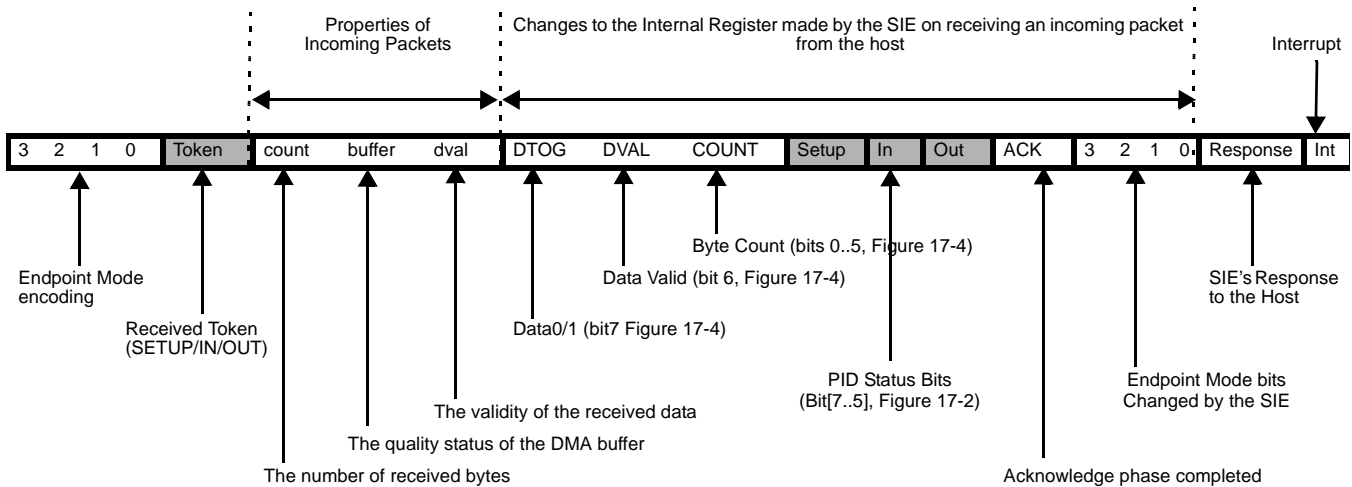 Properties of
Incoming Packets
Changes to the Internal Register made by the SIE on receiving an incoming packet
from the host
Interrupt
3 2 1 0 Token count buffer dval DTOG DVAL COUNT Setup In Out ACK 3 2 1 0 Response Int
Byte Count (bits 0..5, Figure 17-4)
Endpoint Mode
encoding
Data Valid (bit 6, Figure 17-4)
SIE's Response
to the Host
Received Token
(SETUP/IN/OUT)
Data0/1 (bit7 Figure 17-4)
PID Status Bits
(Bit[7..5], Figure 17-2)
Endpoint Mode bits
Changed by the SIE
The validity of the received data
The quality status of the DMA buffer
The number of received bytes
Acknowledge phase completed